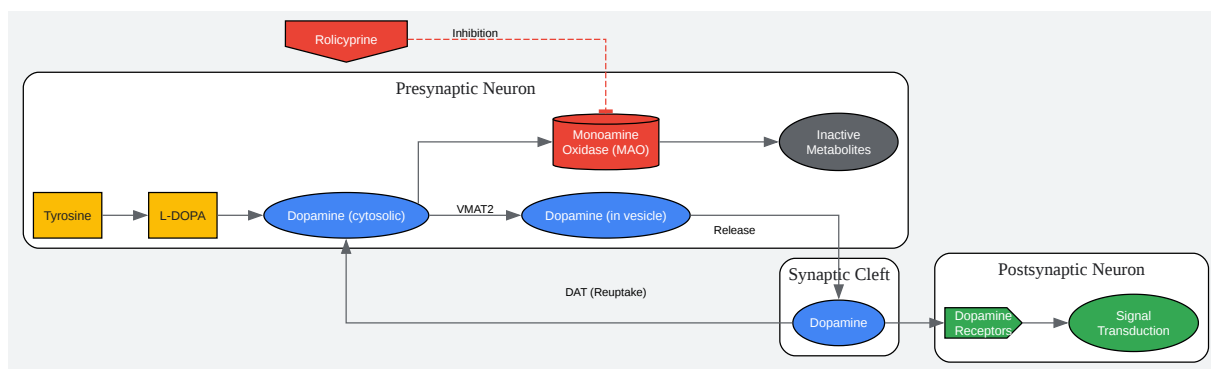 Rolicyprine
Inhibition
Presynaptic Neuron
Monoamine
Oxidase (MAO)
Inactive
Metabolites
Tyrosine
L-DOPA
Dopamine (cytosolic)
VMAT2
Dopamine (in vesicle)
Release
Synaptic Cleft
Postsynaptic Neuron
DAT (Reuptake)
Dopamine
Dopamine
Receptors
Signal
Transduction